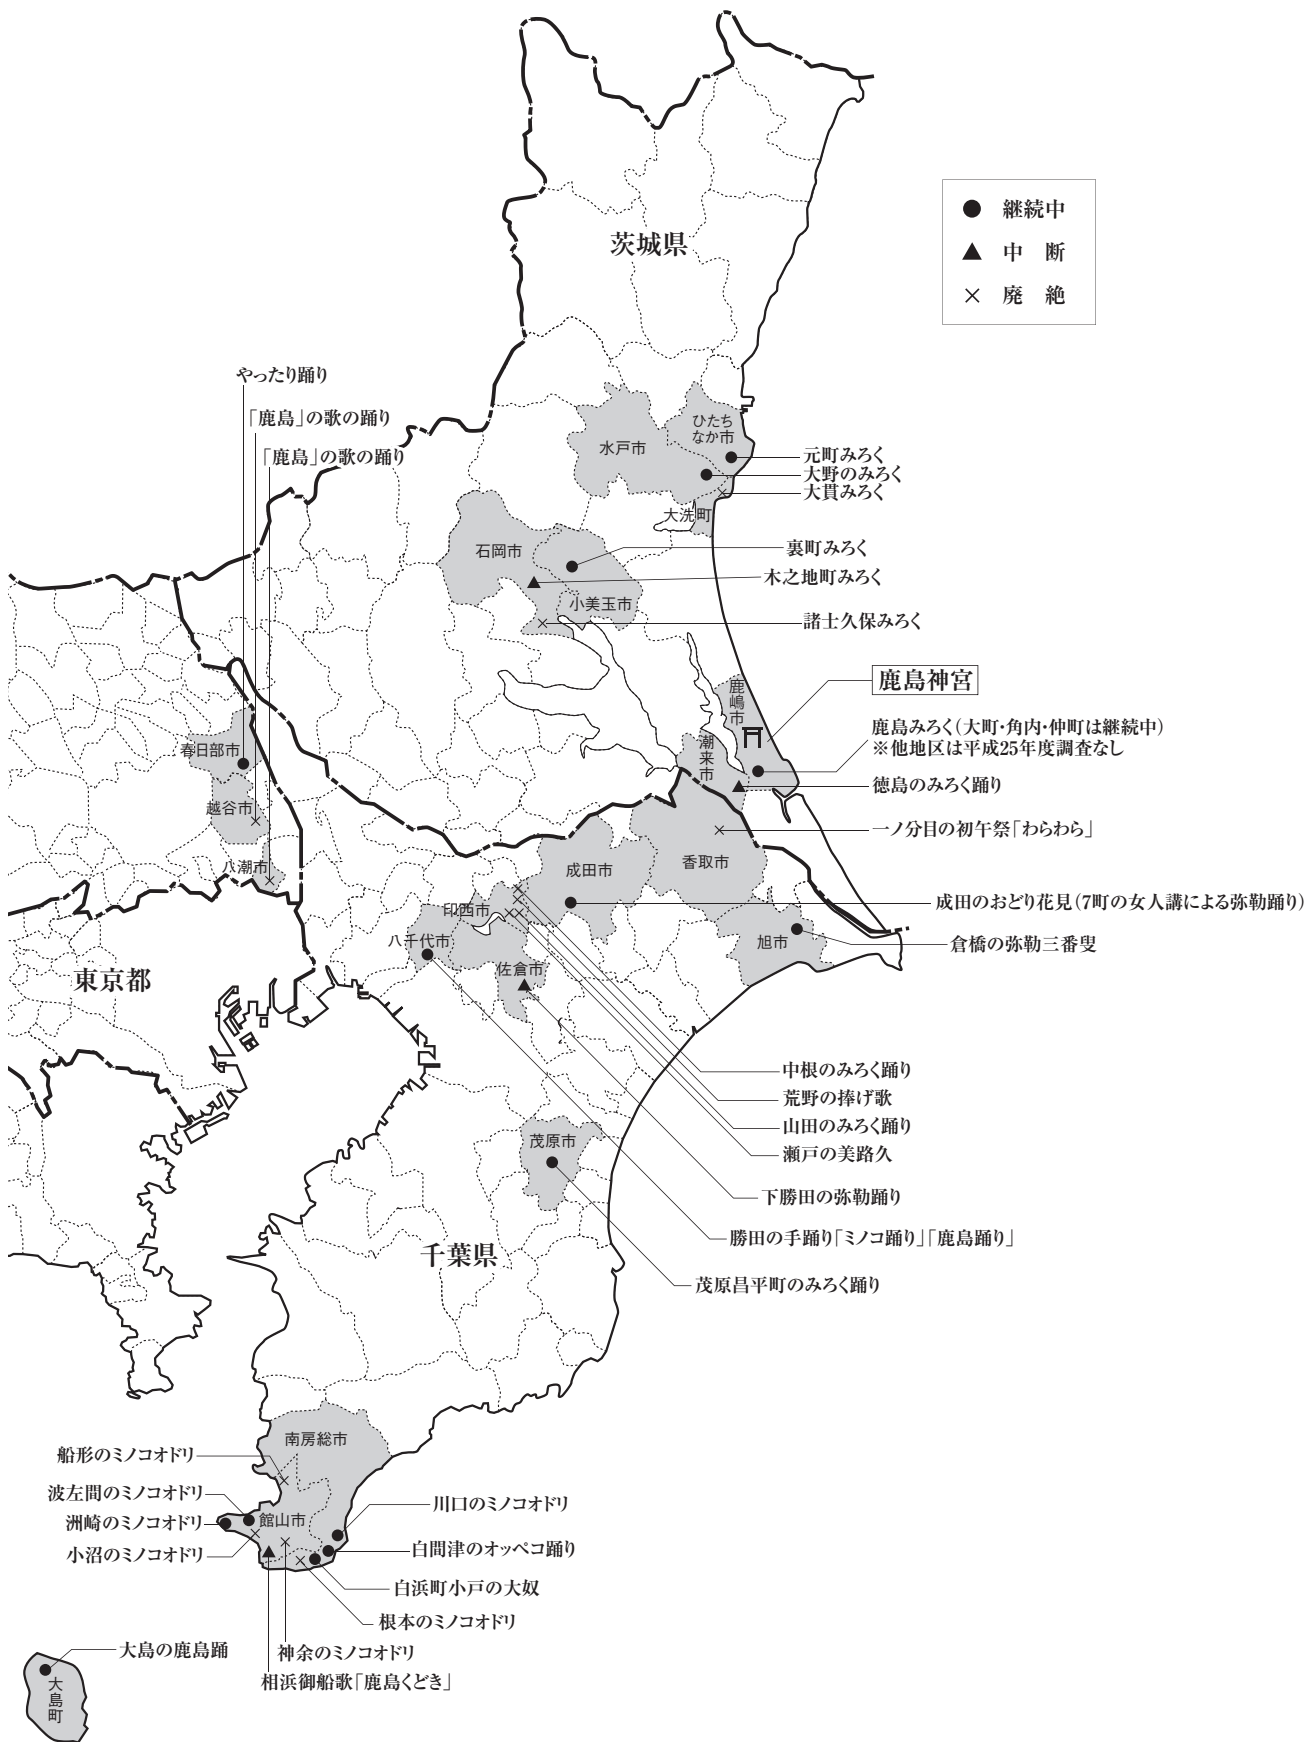 茨城県
● 継続中
▲ 中　断
× 廃　絶
やったり踊り
「鹿島」の歌の踊り
「鹿島」の歌の踊り
ひたち
なか市
水戸市
元町みろく
大野のみろく
大貫みろく
大洗町
石岡市
裏町みろく
木之地町みろく
小美玉市
諸士久保みろく
鹿島神宮
鹿嶋市
鹿島みろく（大町・角内・仲町は継続中）
※他地区は平成25年度調査なし
潮来市
徳島のみろく踊り
春日部市
越谷市
八潮市
一ノ分目の初午祭「わらわら」
香取市
成田市
成田のおどり花見（7町の女人講による弥勒踊り）
印西市
八千代市
旭市
倉橋の弥勒三番叟
佐倉市
東京都
中根のみろく踊り
荒野の捧げ歌
山田のみろく踊り
瀬戸の美路久
茂原市
下勝田の弥勒踊り
勝田の手踊り「ミノコ踊り」「鹿島踊り」
千葉県
茂原昌平町のみろく踊り
南房総市
船形のミノコオドリ
波左間のミノコオドリ
洲崎のミノコオドリ
館山市
小沼のミノコオドリ
川口のミノコオドリ
白間津のオッペコ踊り
白浜町小戸の大奴
根本のミノコオドリ
神余のミノコオドリ
相浜御船歌「鹿島くどき」
大島の鹿島踊
大島町